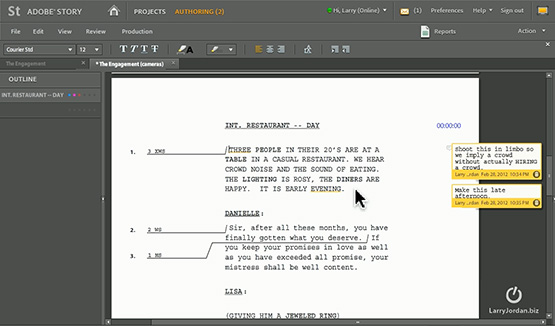 St ADOBE® STORY PROJECTS AUTHORING (2) Hi, Larry (Online) (1) Preferences Help Sign out
File Edit View Review Production Reports Action
Courier Std 12 T T T T A
The Engagement *The Engagement (cameras)
OUTLINE
INT. RESTAURANT -- DAY
INT. RESTAURANT -- DAY 00:00:00
1. 3 XWS THREE PEOPLE IN THEIR 20'S ARE AT A
TABLE IN A CASUAL RESTAURANT. WE HEAR
CROWD NOISE AND THE SOUND OF EATING.
THE LIGHTING IS ROSY, THE DINERS ARE
HAPPY. IT IS EARLY EVENING.
Shoot this in limbo so
we imply a crowd
without actually HIRING
a crowd.
Larry Jordan Feb 28, 2012 10:34 PM
Make this late
afternoon.
Larry Jordan Feb 28, 2012 10:35 PM
DANIELLE:
2. 2 WS Sir, after all these months, you have
finally gotten what you deserve. If
3. 1 MS you keep your promises in love as well
as you have exceeded all promise, your
mistress shall be well content.
LISA:
(GIVING HIM A JEWELED RING)
LarryJordan.biz